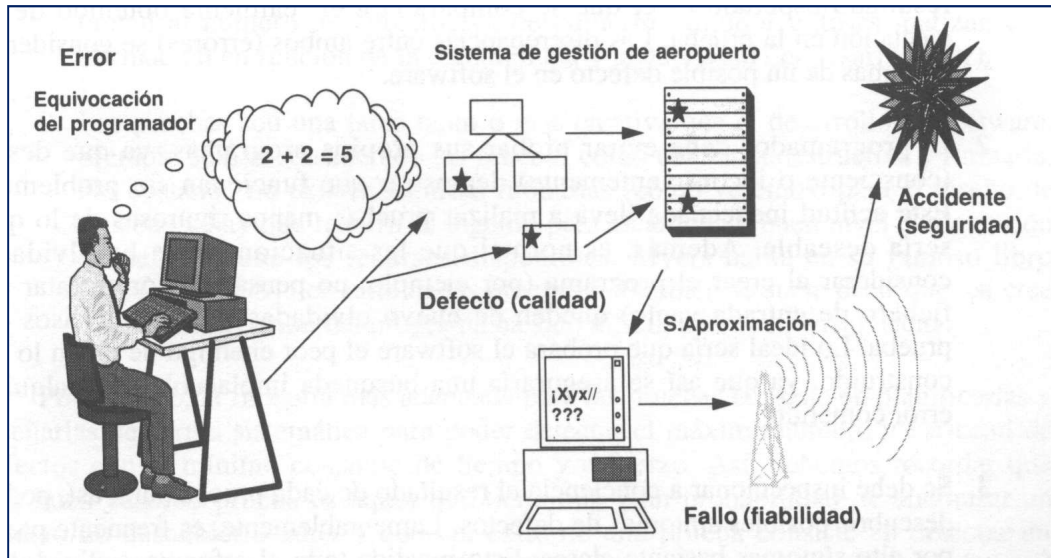 Error
Sistema de gestión de aeropuerto
Equivocación
del programador
2 + 2 = 5
Accidente
(seguridad)
Defecto (calidad)
S.Aproximación
¡Xyx//
???
Fallo (fiabilidad)